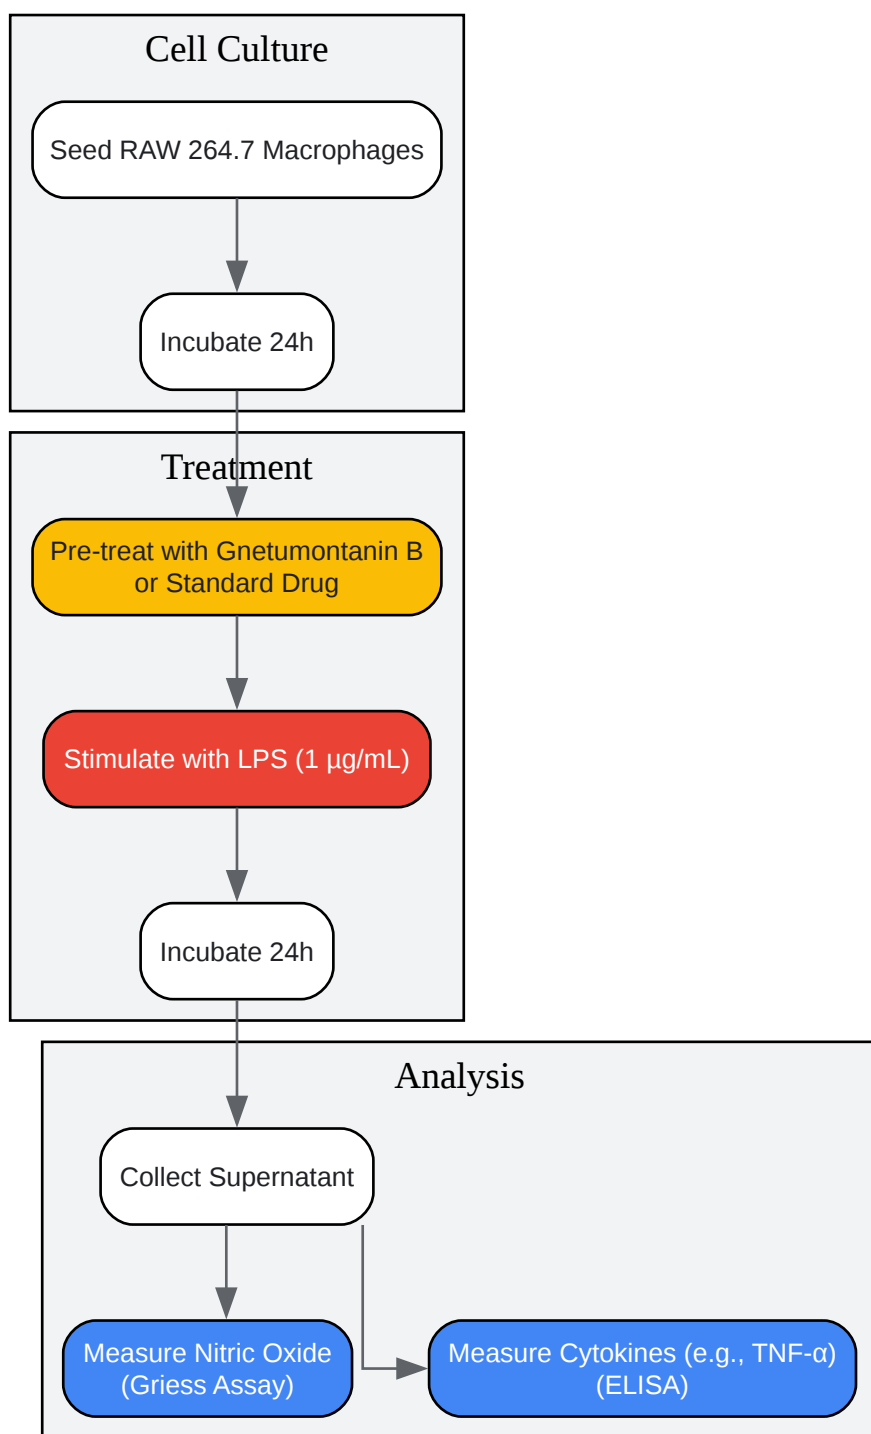 Cell Culture
Seed RAW 264.7 Macrophages
Incubate 24h
Treatment
Pre-treat with Gnetumontanin B
or Standard Drug
Stimulate with LPS (1 µg/mL)
Incubate 24h
Analysis
Collect Supernatant
Measure Nitric Oxide
(Griess Assay)
Measure Cytokines (e.g., TNF-α)
(ELISA)